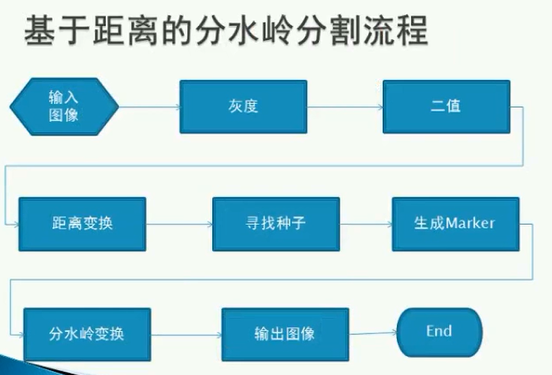 基于距离的分水岭分割流程
输入
图像
灰度
二值
距离变换
寻找种子
生成Marker
分水岭变换
输出图像
End